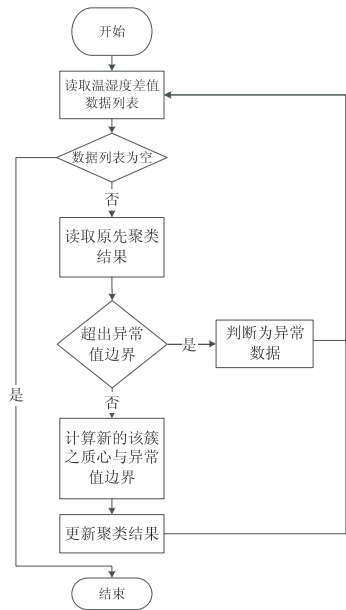 开始
读取温湿度差值
数据列表
数据列表为空
否
读取原先聚类
结果
超出异常
值边界
是
判断为异常
数据
是
否
计算新的该簇
之质心与异常
值边界
更新聚类结果
结束